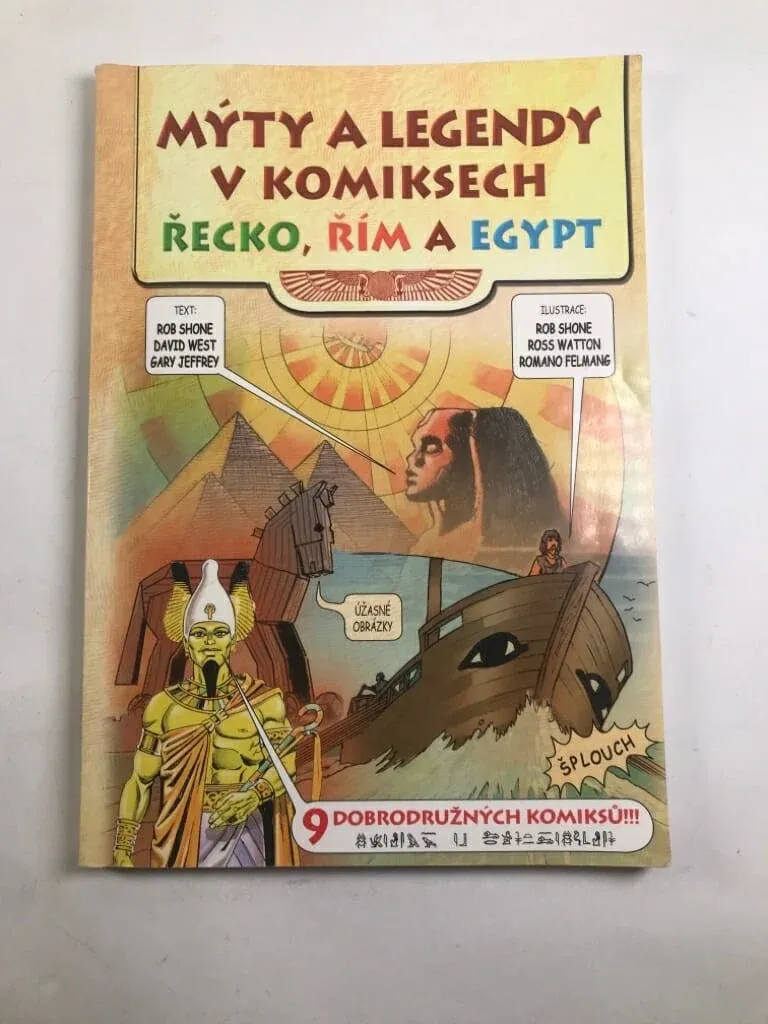 MÝTY A LEGENDY
V KOMIKSECH
ŘECKO, ŘÍM A EGYPT
TEXT:
ROB SHONE
DAVID WEST
GARY JEFFREY
ILUSTRACE:
ROB SHONE
ROSS WATTON
ROMANO FELMANG
ÚŽASNÉ
OBRÁZKY
ŠPLOUCH
9 DOBRODRUŽNÝCH KOMIKSŮ!!!